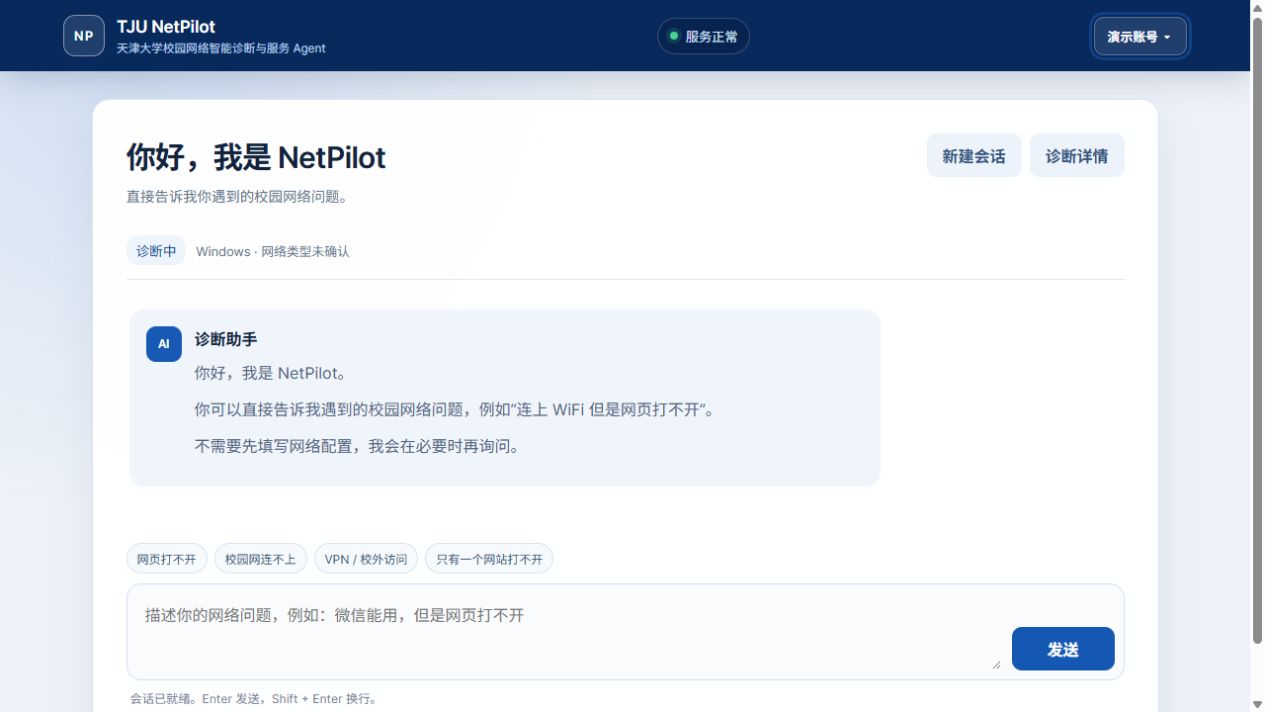 NP
TJU NetPilot
天津大学校园网络智能诊断与服务 Agent
服务正常
演示账号
你好，我是 NetPilot
新建会话
诊断详情
直接告诉我你遇到的校园网络问题。
诊断中
Windows · 网络类型未确认
AI
诊断助手
你好，我是 NetPilot。
你可以直接告诉我遇到的校园网络问题，例如“连上 WiFi 但是网页打不开”。
不需要先填写网络配置，我会在必要时再询问。
网页打不开
校园网连不上
VPN / 校外访问
只有一个网站打不开
描述你的网络问题，例如：微信能用，但是网页打不开
发送
会话已就绪。Enter 发送，Shift + Enter 换行。